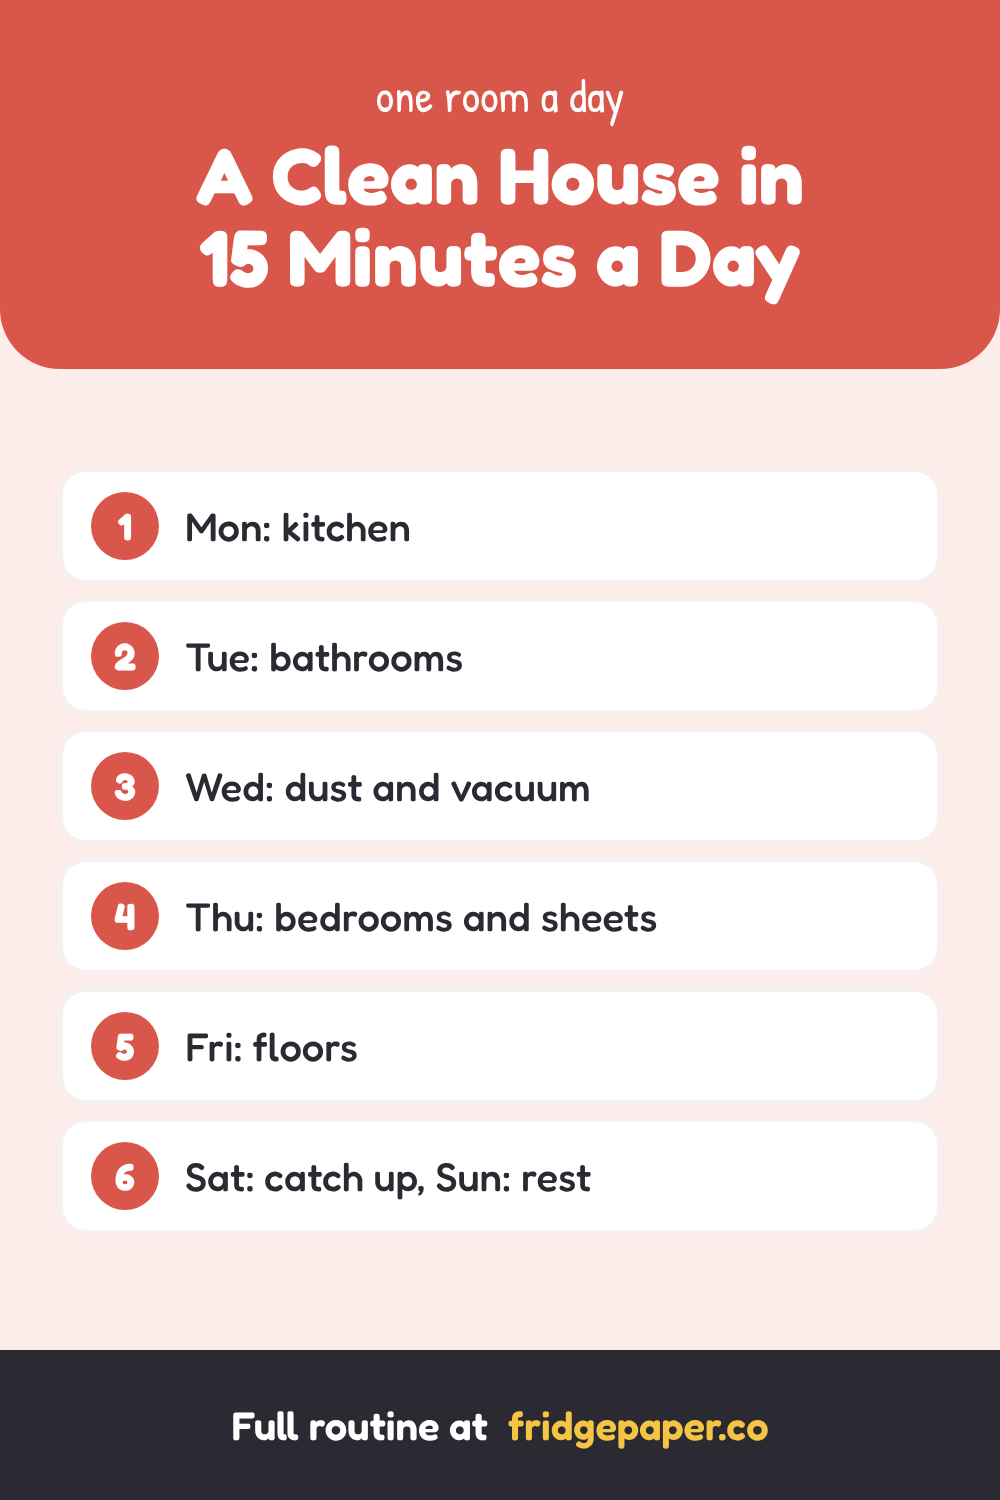 one room a day
A Clean House in
15 Minutes a Day
1 Mon: kitchen
2 Tue: bathrooms
3 Wed: dust and vacuum
4 Thu: bedrooms and sheets
5 Fri: floors
6 Sat: catch up, Sun: rest
Full routine at fridgepaper.co